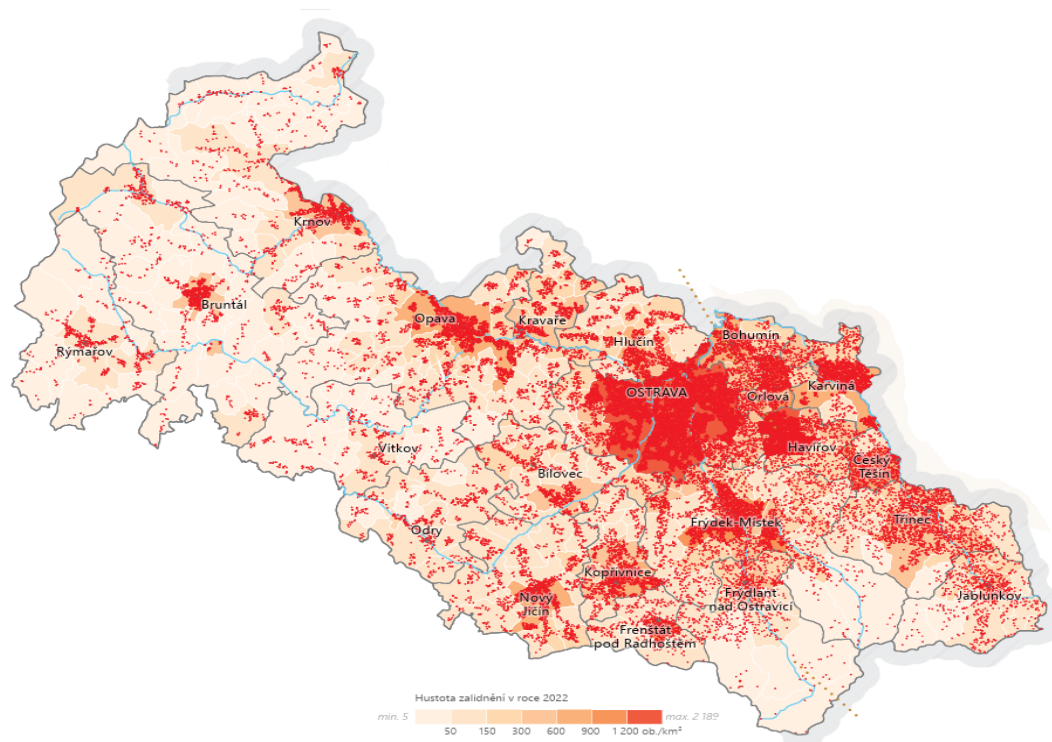 Krnov
Bruntál
Opava
Kravaře
Bohumín
Hlučín
Rýmařov
OSTRAVA
Karviná
Orlová
Vítkov
Havířov
Český
Těšín
Bílovec
Odry
Frýdek-Místek
Třinec
Kopřivnice
Nový
Jičín
Frýdlant
nad Ostravicí
Jablunkov
Frenštát
pod Radhoštěm
Hustota zalidnění v roce 2022
min. 5 max. 2 189
50 150 300 600 900 1 200 ob./km²